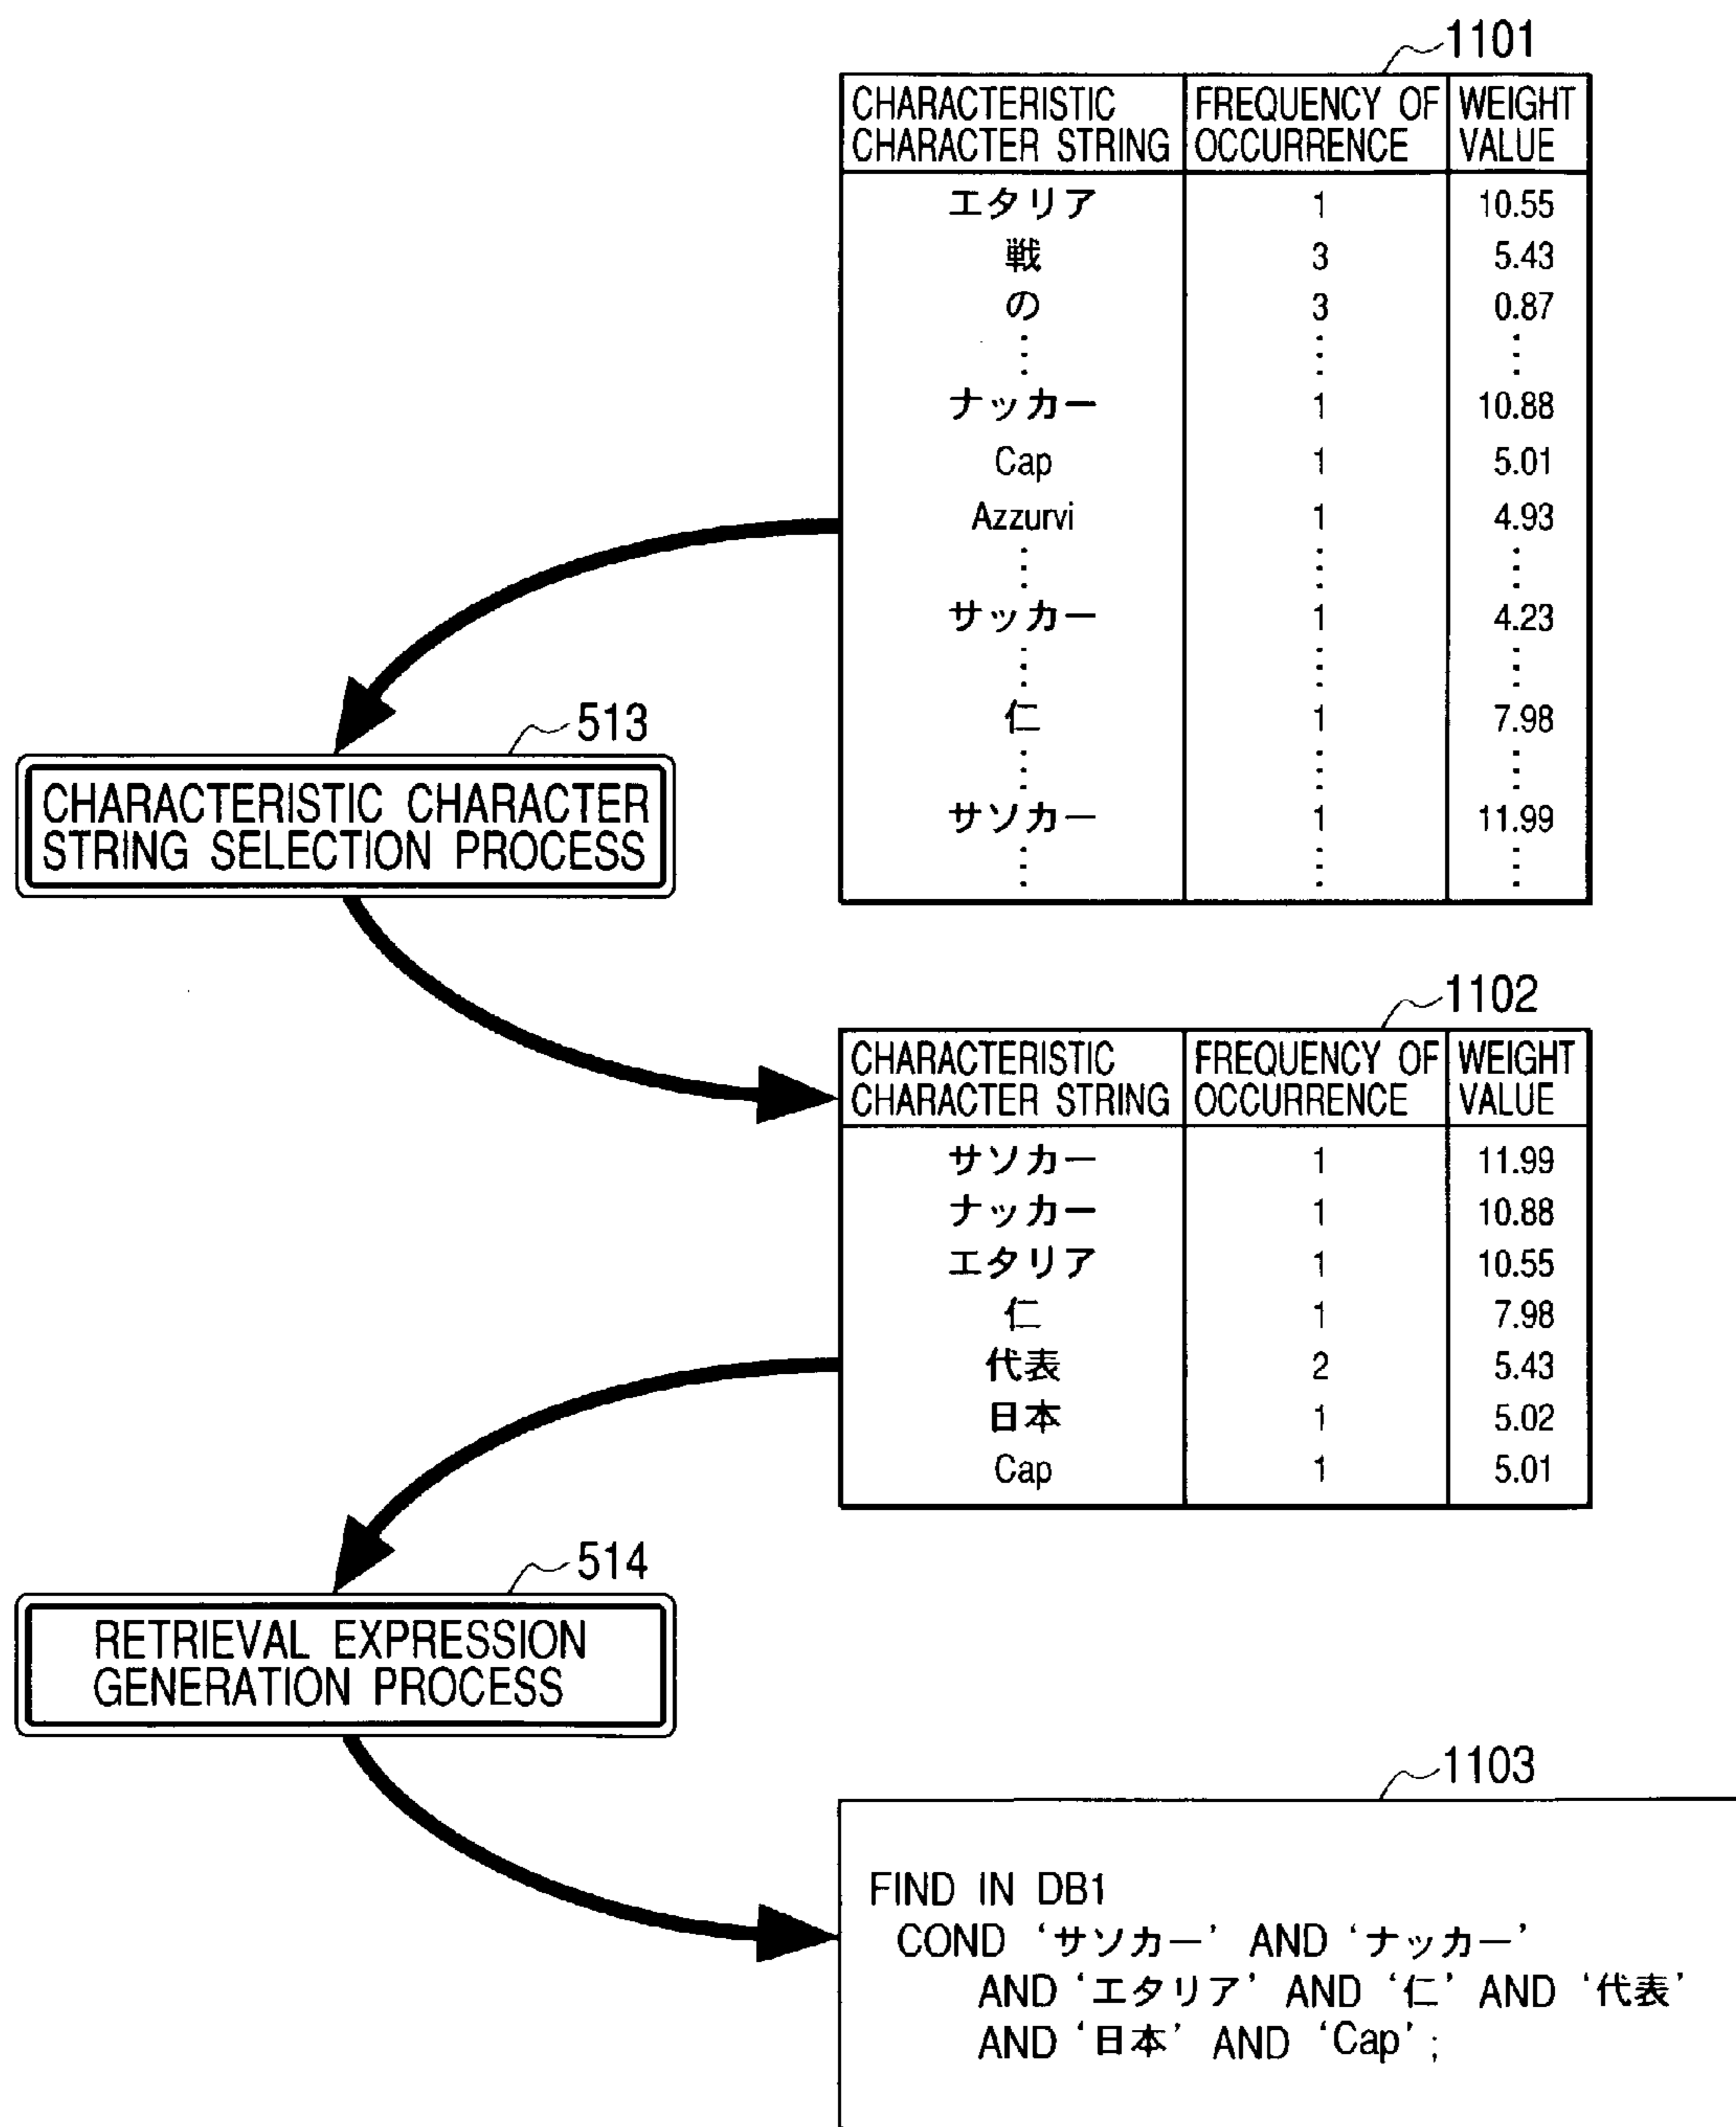 1101
CHARACTERISTIC CHARACTER STRING FREQUENCY OF OCCURRENCE WEIGHT VALUE
エタリア 1 10.55
戦 3 5.43
の 3 0.87
⋮ ⋮ ⋮
ナッカー 1 10.88
Cap 1 5.01
Azzurvi 1 4.93
⋮ ⋮ ⋮
サッカー 1 4.23
⋮ ⋮ ⋮
仁 1 7.98
⋮ ⋮ ⋮
サソカー 1 11.99
⋮ ⋮ ⋮
513
CHARACTERISTIC CHARACTER
STRING SELECTION PROCESS
1102
CHARACTERISTIC CHARACTER STRING FREQUENCY OF OCCURRENCE WEIGHT VALUE
サソカー 1 11.99
ナッカー 1 10.88
エタリア 1 10.55
仁 1 7.98
代表 2 5.43
日本 1 5.02
Cap 1 5.01
514
RETRIEVAL EXPRESSION
GENERATION PROCESS
1103
FIND IN DB1
COND ‘サソカー’ AND ‘ナッカー’
AND ‘エタリア’ AND ‘仁’ AND ‘代表’
AND ‘日本’ AND ‘Cap’ ;